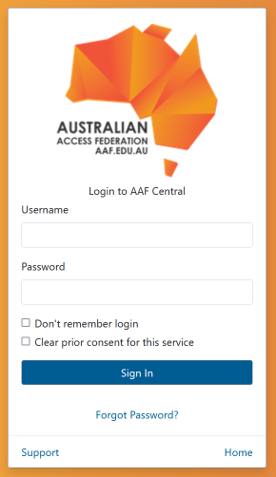 AUSTRALIAN
ACCESS FEDERATION
AAF.EDU.AU
Login to AAF Central
Username
Password
Don't remember login
Clear prior consent for this service
Sign In
Forgot Password?
Support Home